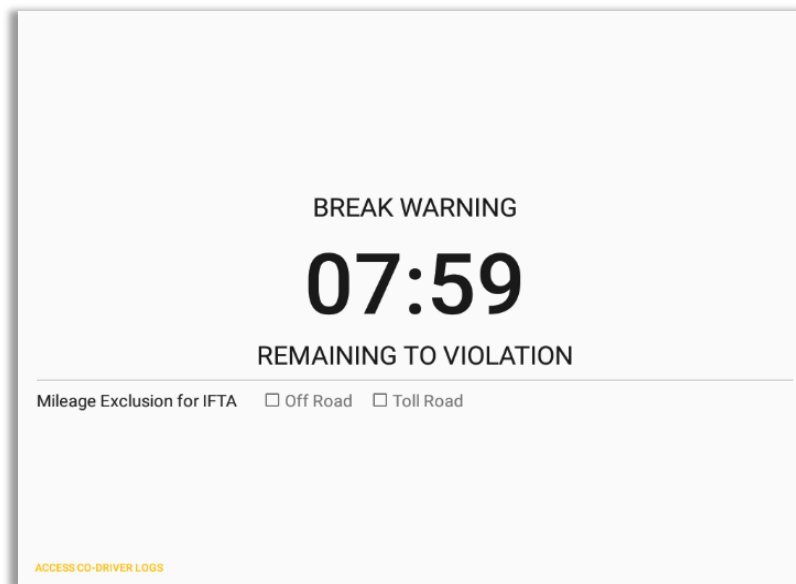 BREAK WARNING
07:59
REMAINING TO VIOLATION
Mileage Exclusion for IFTA Off Road Toll Road
ACCESS CO-DRIVER LOGS